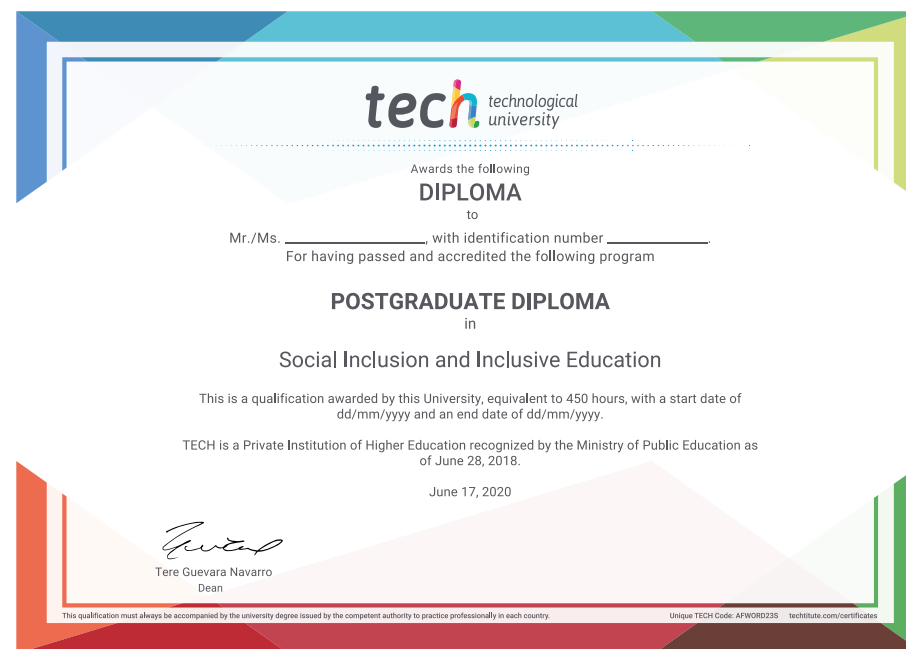 tech technological
university
Awards the following
DIPLOMA
to
Mr./Ms. ____________________, with identification number ______________.
For having passed and accredited the following program
POSTGRADUATE DIPLOMA
in
Social Inclusion and Inclusive Education
This is a qualification awarded by this University, equivalent to 450 hours, with a start date of
dd/mm/yyyy and an end date of dd/mm/yyyy.
TECH is a Private Institution of Higher Education recognized by the Ministry of Public Education as
of June 28, 2018.
June 17, 2020
Tere Guevara Navarro
Dean
This qualification must always be accompanied by the university degree issued by the competent authority to practice professionally in each country. Unique TECH Code: AFWORD23S techtitute.com/certificates